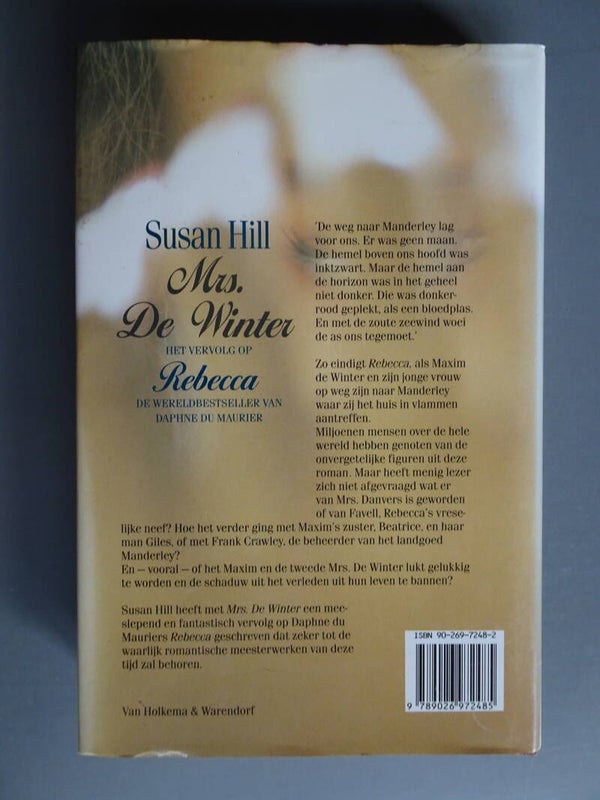 Susan Hill
Mrs.
De Winter
HET VERVOLG OP
Rebecca
DE WERELDBESTSELLER VAN
DAPHNE DU MAURIER
'De weg naar Manderley lag
voor ons. Er was geen maan.
De hemel boven ons hoofd was
inktzwart. Maar de hemel aan
de horizon was in het geheel
niet donker. Die was donker-
rood geplekt, als een bloedplas.
En met de zoute zeewind woei
de as ons tegemoet.'
Zo eindigt Rebecca, als Maxim
de Winter en zijn jonge vrouw
op weg zijn naar Manderley
waar zij het huis in vlammen
aantreffen.
Miljoenen mensen over de hele
wereld hebben genoten van de
onvergetelijke figuren uit deze
roman. Maar heeft menig lezer
zich niet afgevraagd wat er
van Mrs. Danvers is geworden
of van Favell, Rebecca's vrese-
lijke neef? Hoe het verder ging met Maxim's zuster, Beatrice, en haar
man Giles, of met Frank Crawley, de beheerder van het landgoed
Manderley?
En – vooral – of het Maxim en de tweede Mrs. De Winter lukt gelukkig
te worden en de schaduw uit het verleden uit hun leven te bannen?
Susan Hill heeft met Mrs. De Winter een mee-
slepend en fantastisch vervolg op Daphne du
Mauriers Rebecca geschreven dat zeker tot de
waarlijk romantische meesterwerken van deze
tijd zal behoren.
ISBN 90-269-7248-2
9 789026 972485
Van Holkema & Warendorf